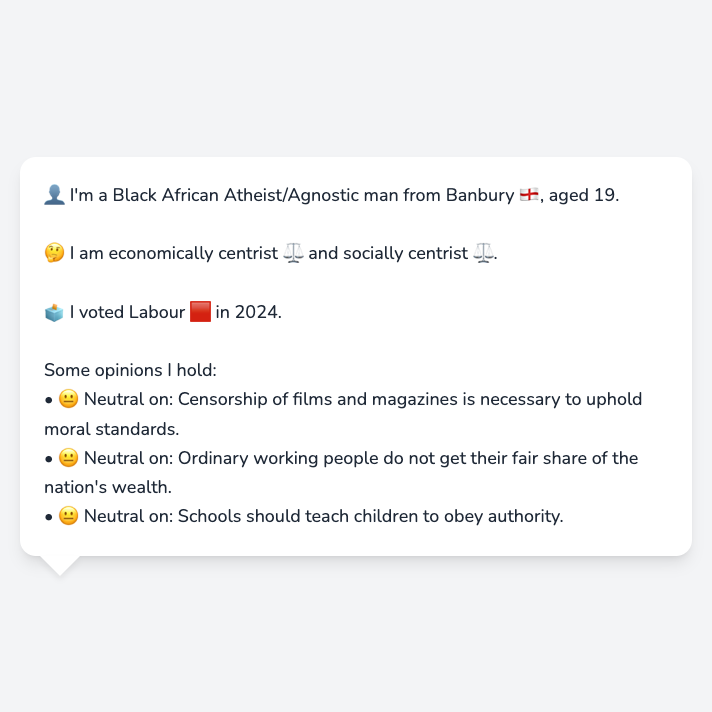 👤 I'm a Black African Atheist/Agnostic man from Banbury 🏴󠁧󠁢󠁥󠁮󠁧󠁿, aged 19.
🤔 I am economically centrist ⚖️ and socially centrist ⚖️.
🗳️ I voted Labour 🟥 in 2024.
Some opinions I hold:
• 😐 Neutral on: Censorship of films and magazines is necessary to uphold
moral standards.
• 😐 Neutral on: Ordinary working people do not get their fair share of the
nation's wealth.
• 😐 Neutral on: Schools should teach children to obey authority.